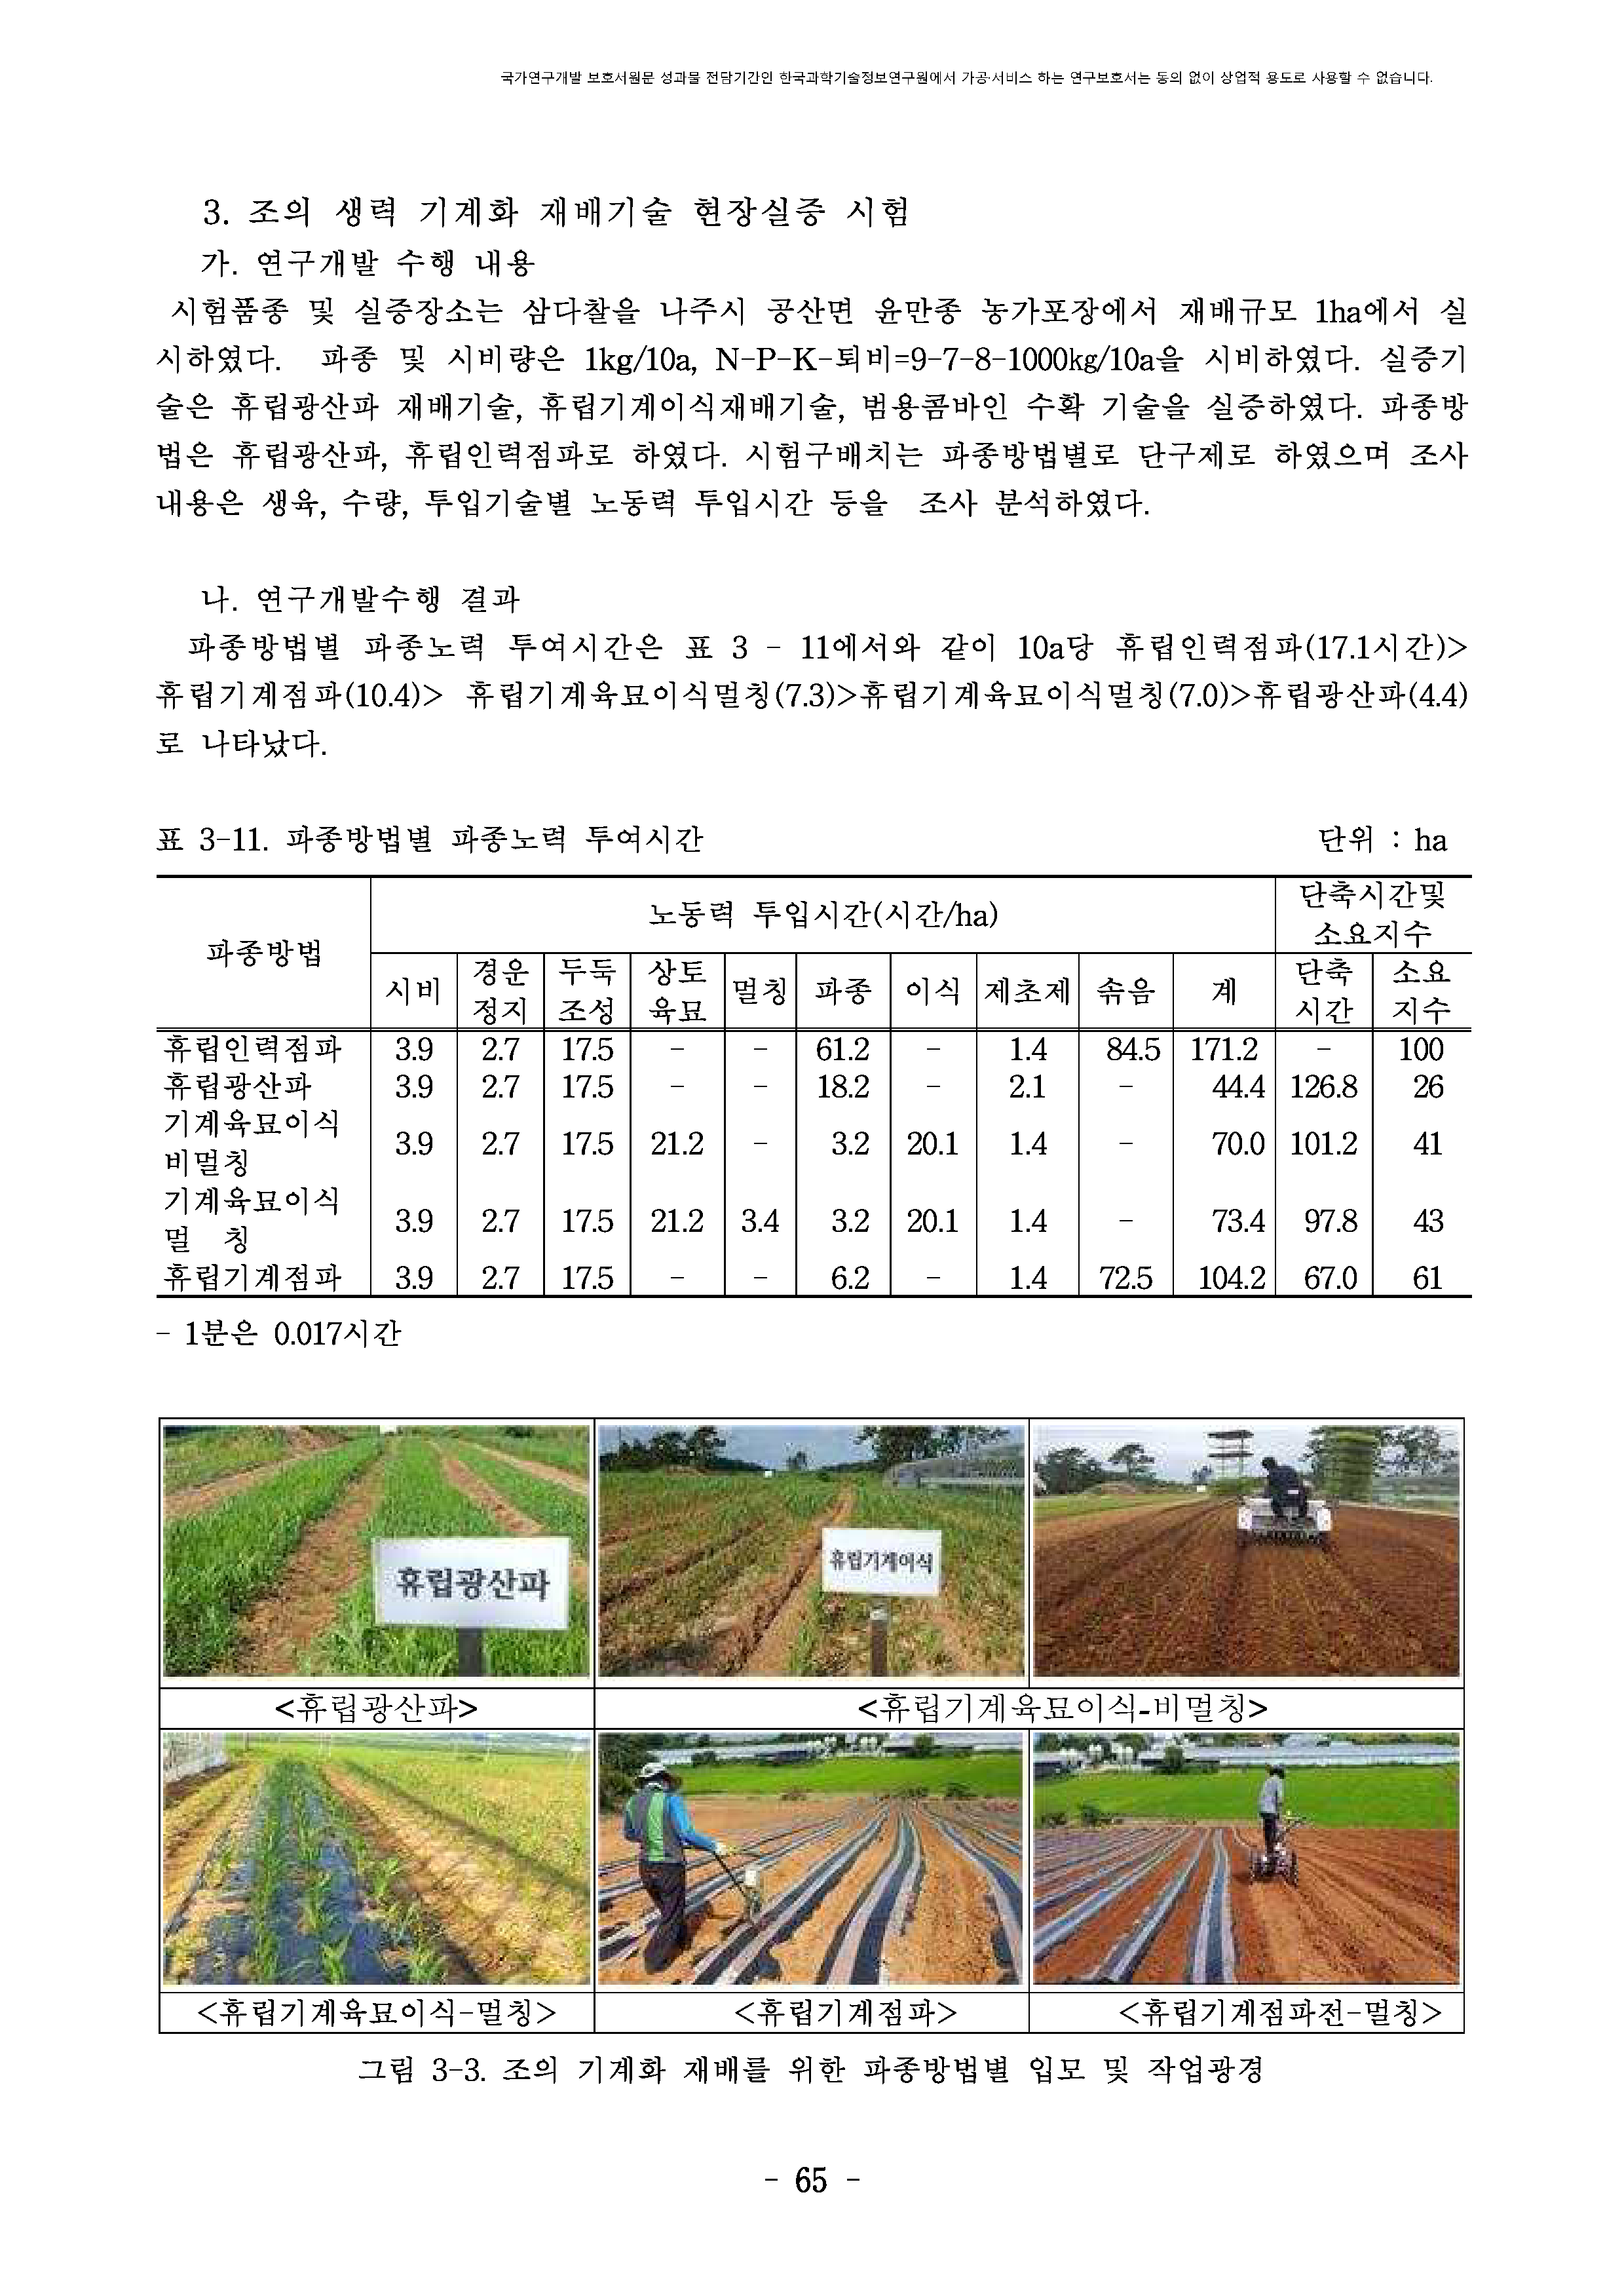 국가연구개발 보호서원문 성과물 전담기간인 한국과학기술정보연구원에서 가공·서비스 하는 연구보호서는 동의 없이 상업적 용도로 사용할 수 없습니다.
3. 조의 생력 기계화 재배기술 현장실증 시험
가. 연구개발 수행 내용
시험품종 및 실증장소는 삼다찰을 나주시 공산면 윤만종 농가포장에서 재배규모 1ha에서 실
시하였다. 파종 및 시비량은 1kg/10a, N-P-K-퇴비=9-7-8-1000kg/10a을 시비하였다. 실증기
술은 휴립광산파 재배기술, 휴립기계이식재배기술, 범용콤바인 수확 기술을 실증하였다. 파종방
법은 휴립광산파, 휴립인력점파로 하였다. 시험구배치는 파종방법별로 단구제로 하였으며 조사
내용은 생육, 수량, 투입기술별 노동력 투입시간 등을 조사 분석하였다.
나. 연구개발수행 결과
파종방법별 파종노력 투여시간은 표 3 - 11에서와 같이 10a당 휴립인력점파(17.1시간)>
휴립기계점파(10.4)> 휴립기계육묘이식멀칭(7.3)>휴립기계육묘이식멀칭(7.0)>휴립광산파(4.4)
로 나타났다.
표 3-11. 파종방법별 파종노력 투여시간 단위 : ha
파종방법 노동력 투입시간(시간/ha) 단축시간및
소요지수
시비 경운 두둑 상토 멀칭 파종 이식 제초제 솎음 계 단축 소요
정지 조성 육묘 시간 지수
휴립인력점파 3.9 2.7 17.5 - - 61.2 - 1.4 84.5 171.2 - 100
휴립광산파 3.9 2.7 17.5 - - 18.2 - 2.1 - 44.4 126.8 26
기계육묘이식
비멀칭 3.9 2.7 17.5 21.2 - 3.2 20.1 1.4 - 70.0 101.2 41
기계육묘이식
멀 칭 3.9 2.7 17.5 21.2 3.4 3.2 20.1 1.4 - 73.4 97.8 43
휴립기계점파 3.9 2.7 17.5 - - 6.2 - 1.4 72.5 104.2 67.0 61
- 1분은 0.017시간
휴립광산파
휴립기계이식
<휴립광산파> <휴립기계육묘이식-비멀칭>
<휴립기계육묘이식-멀칭> <휴립기계점파> <휴립기계점파전-멀칭>
그림 3-3. 조의 기계화 재배를 위한 파종방법별 입모 및 작업광경
- 65 -